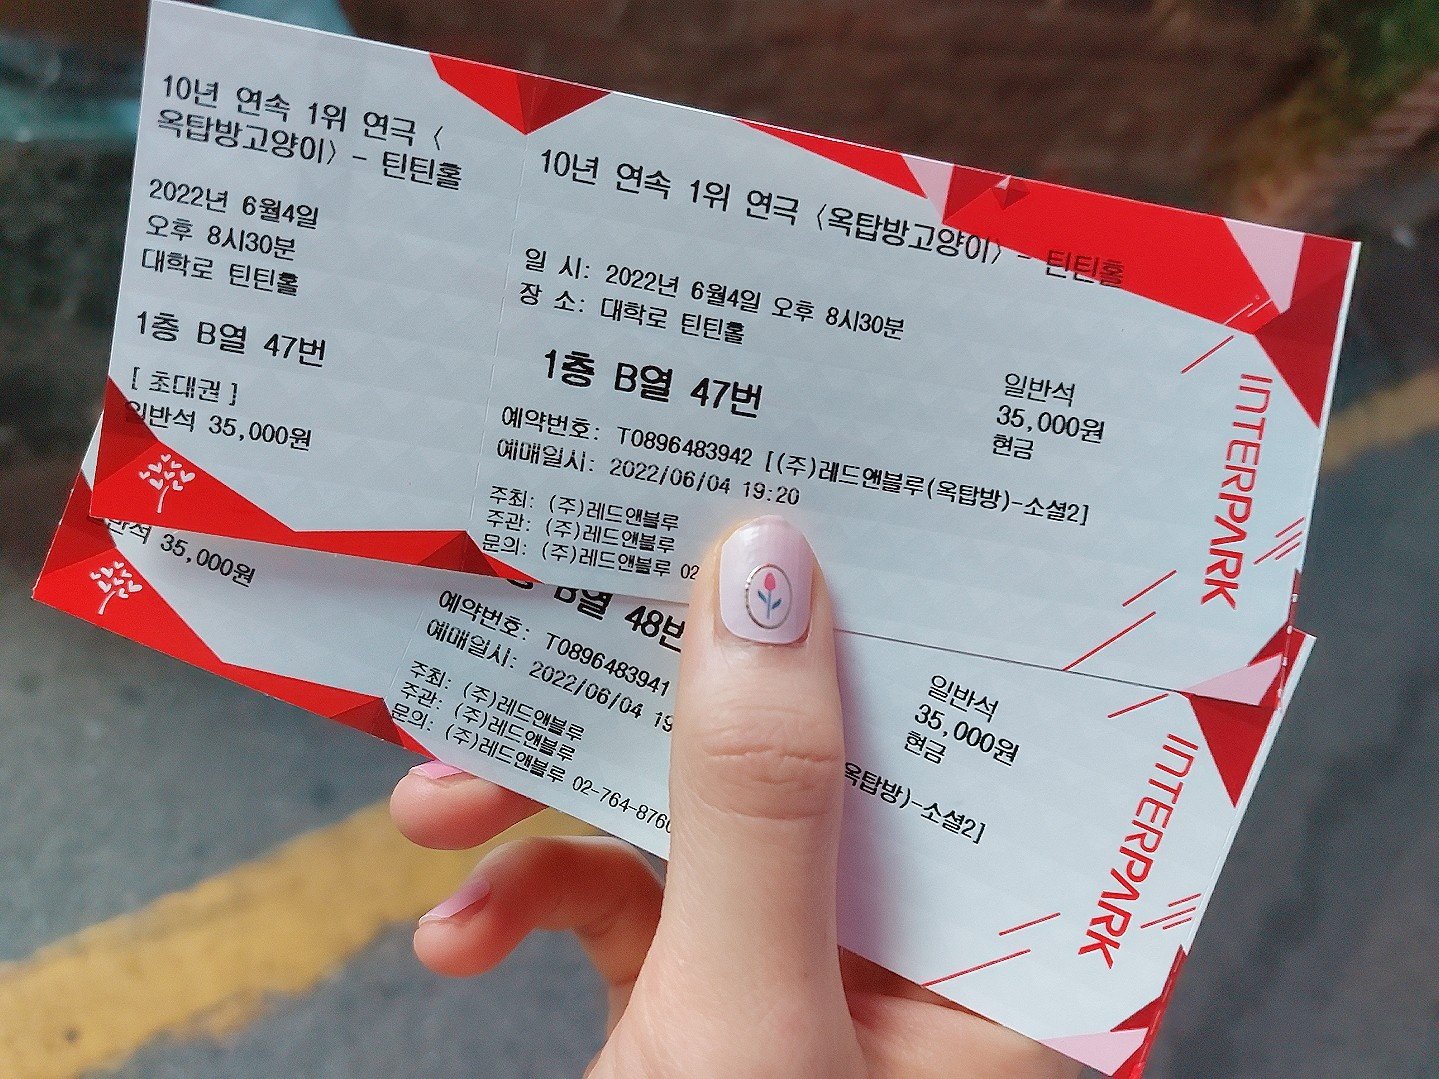 10년 연속 1위 연극 <
옥탑방고양이> - 틴틴홀
2022년 6월4일
오후 8시30분
대학로 틴틴홀
1층 B열 47번
[ 초대권 ]
일반석 35,000원
10년 연속 1위 연극 <옥탑방고양이> - 틴틴홀
일 시: 2022년 6월4일 오후 8시30분
장 소: 대학로 틴틴홀
1층 B열 47번
일반석
35,000원
현금
예약번호: T0896483942 [(주)레드앤블루(옥탑방)-소셜2]
예매일시: 2022/06/04 19:20
주최: (주)레드앤블루
주관: (주)레드앤블루
문의: (주)레드앤블루 02
INTERPARK
35,000원
B열 48번
예약번호: T0896483941
예매일시: 2022/06/04 19
주최: (주)레드앤블루
주관: (주)레드앤블루
문의: (주)레드앤블루 02-764-8760
일반석
35,000원
현금
옥탑방)-소셜2]
INTERPARK